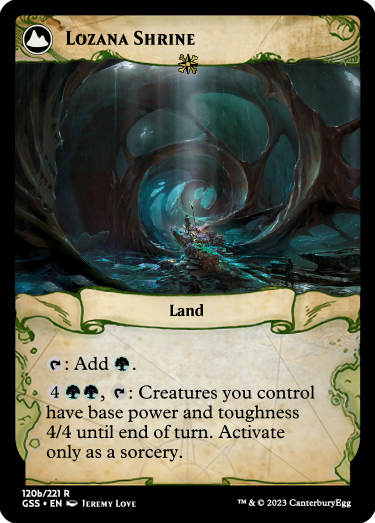 Lozana Shrine
Land
: Add .
4 , : Creatures you control
have base power and toughness
4/4 until end of turn. Activate
only as a sorcery.
120b/221 R
GSS • EN Jeremy Love
™ & © 2023 CanterburyEgg